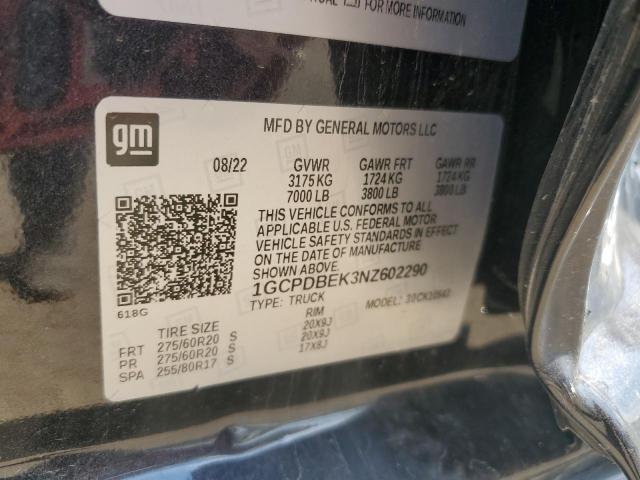 FOR MORE INFORMATION
gm
MFD BY GENERAL MOTORS LLC
08/22 GVWR GAWR FRT GAWR RR
3175 KG 1724 KG 1724 KG
7000 LB 3800 LB 3800 LB
THIS VEHICLE CONFORMS TO ALL
APPLICABLE U.S. FEDERAL MOTOR
VEHICLE SAFETY STANDARDS IN EFFECT
ON THE DATE OF MANUFACTURE
SHOWN ABOVE.
1GCPDBEK3NZ602290
TYPE: TRUCK MODEL:
618G
TIRE SIZE RIM
FRT 275/60R20 S 20X9J
PR 275/60R20 S 20X9J
SPA 255/80R17 S 17X8J